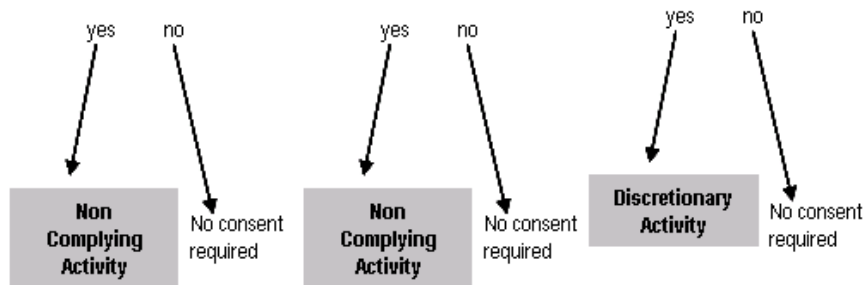 yes no
Non
Complying
Activity
No consent
required
yes no
Non
Complying
Activity
No consent
required
yes no
Discretionary
Activity
No consent
required